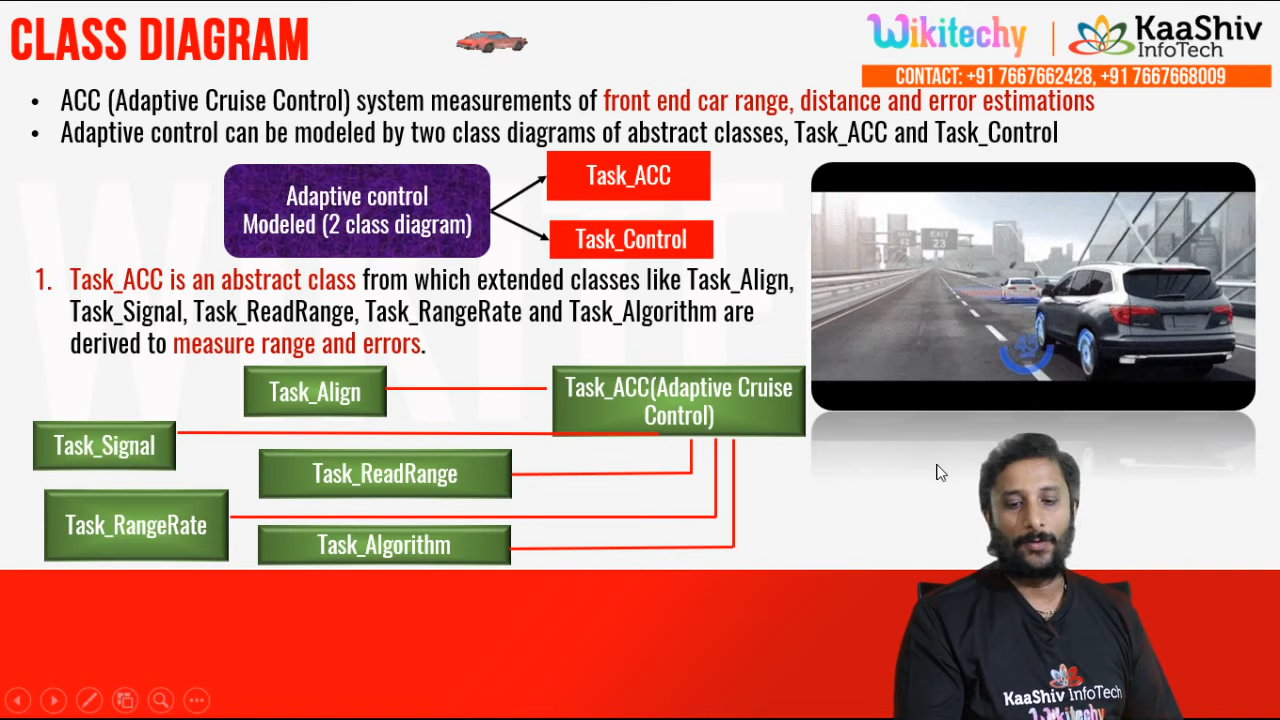 CLASS DIAGRAM
Wikitechy
KaaShiv
InfoTech
CONTACT: +91 7667662428, +91 7667668009
• ACC (Adaptive Cruise Control) system measurements of front end car range, distance and error estimations
• Adaptive control can be modeled by two class diagrams of abstract classes, Task_ACC and Task_Control
Adaptive control
Modeled (2 class diagram)
Task_ACC
Task_Control
EXIT
23
1. Task_ACC is an abstract class from which extended classes like Task_Align,
Task_Signal, Task_ReadRange, Task_RangeRate and Task_Algorithm are
derived to measure range and errors.
Task_Align
Task_ACC(Adaptive Cruise
Control)
Task_Signal
Task_ReadRange
Task_RangeRate
Task_Algorithm
KaaShiv InfoTech
Wikitechy